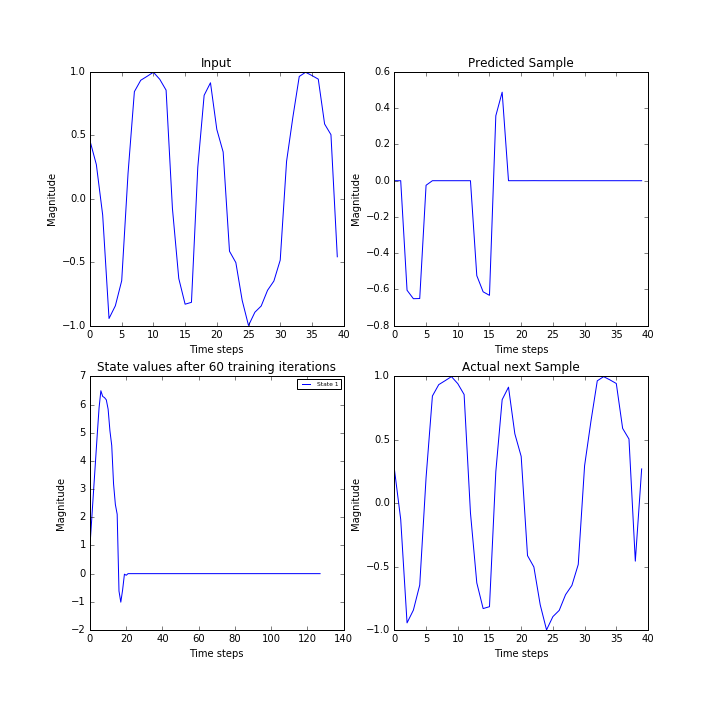 Input
Magnitude
1.0
0.5
0.0
−0.5
−1.0
0 5 10 15 20 25 30 35 40
Time steps
Predicted Sample
Magnitude
0.6
0.4
0.2
0.0
−0.2
−0.4
−0.6
−0.8
0 5 10 15 20 25 30 35 40
Time steps
State values after 60 training iterations
State 1
Magnitude
7
6
5
4
3
2
1
0
−1
−2
0 20 40 60 80 100 120 140
Time steps
Actual next Sample
Magnitude
1.0
0.5
0.0
−0.5
−1.0
0 5 10 15 20 25 30 35 40
Time steps